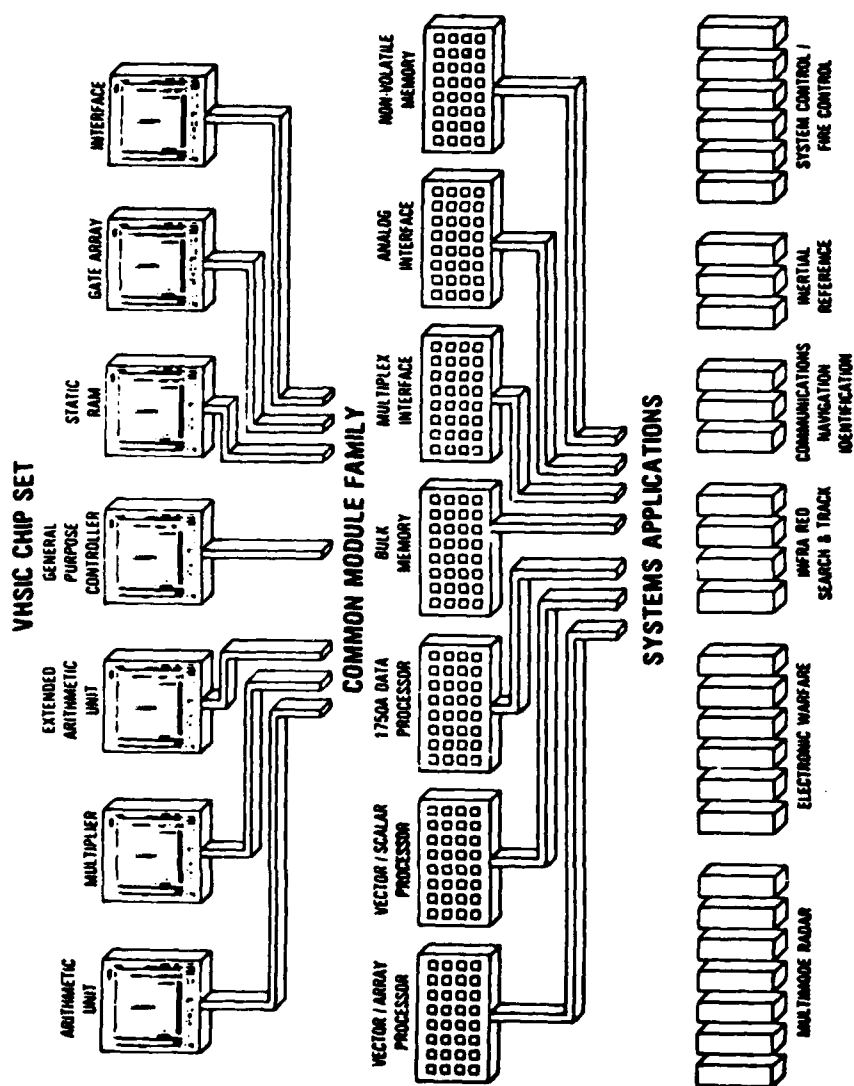 VHSIC CHIP SET
ARITHMETIC
UNIT
MULTIPLIER
EXTENDED
ARITHMETIC
UNIT
GENERAL
PURPOSE
CONTROLLER
STATIC
RAM
GATE ARRAY
INTERFACE
COMMON MODULE FAMILY
VECTOR / ARRAY
PROCESSOR
VECTOR / SCALAR
PROCESSOR
1750A DATA
PROCESSOR
BULK
MEMORY
MULTIPLEX
INTERFACE
ANALOG
INTERFACE
NON-VOLATILE
MEMORY
SYSTEMS APPLICATIONS
MULTIMODE RADAR
ELECTRONIC WARFARE
INFRA RED
SEARCH & TRACK
COMMUNICATIONS
NAVIGATION
IDENTIFICATION
INERTIAL
REFERENCE
SYSTEM CONTROL /
FIRE CONTROL